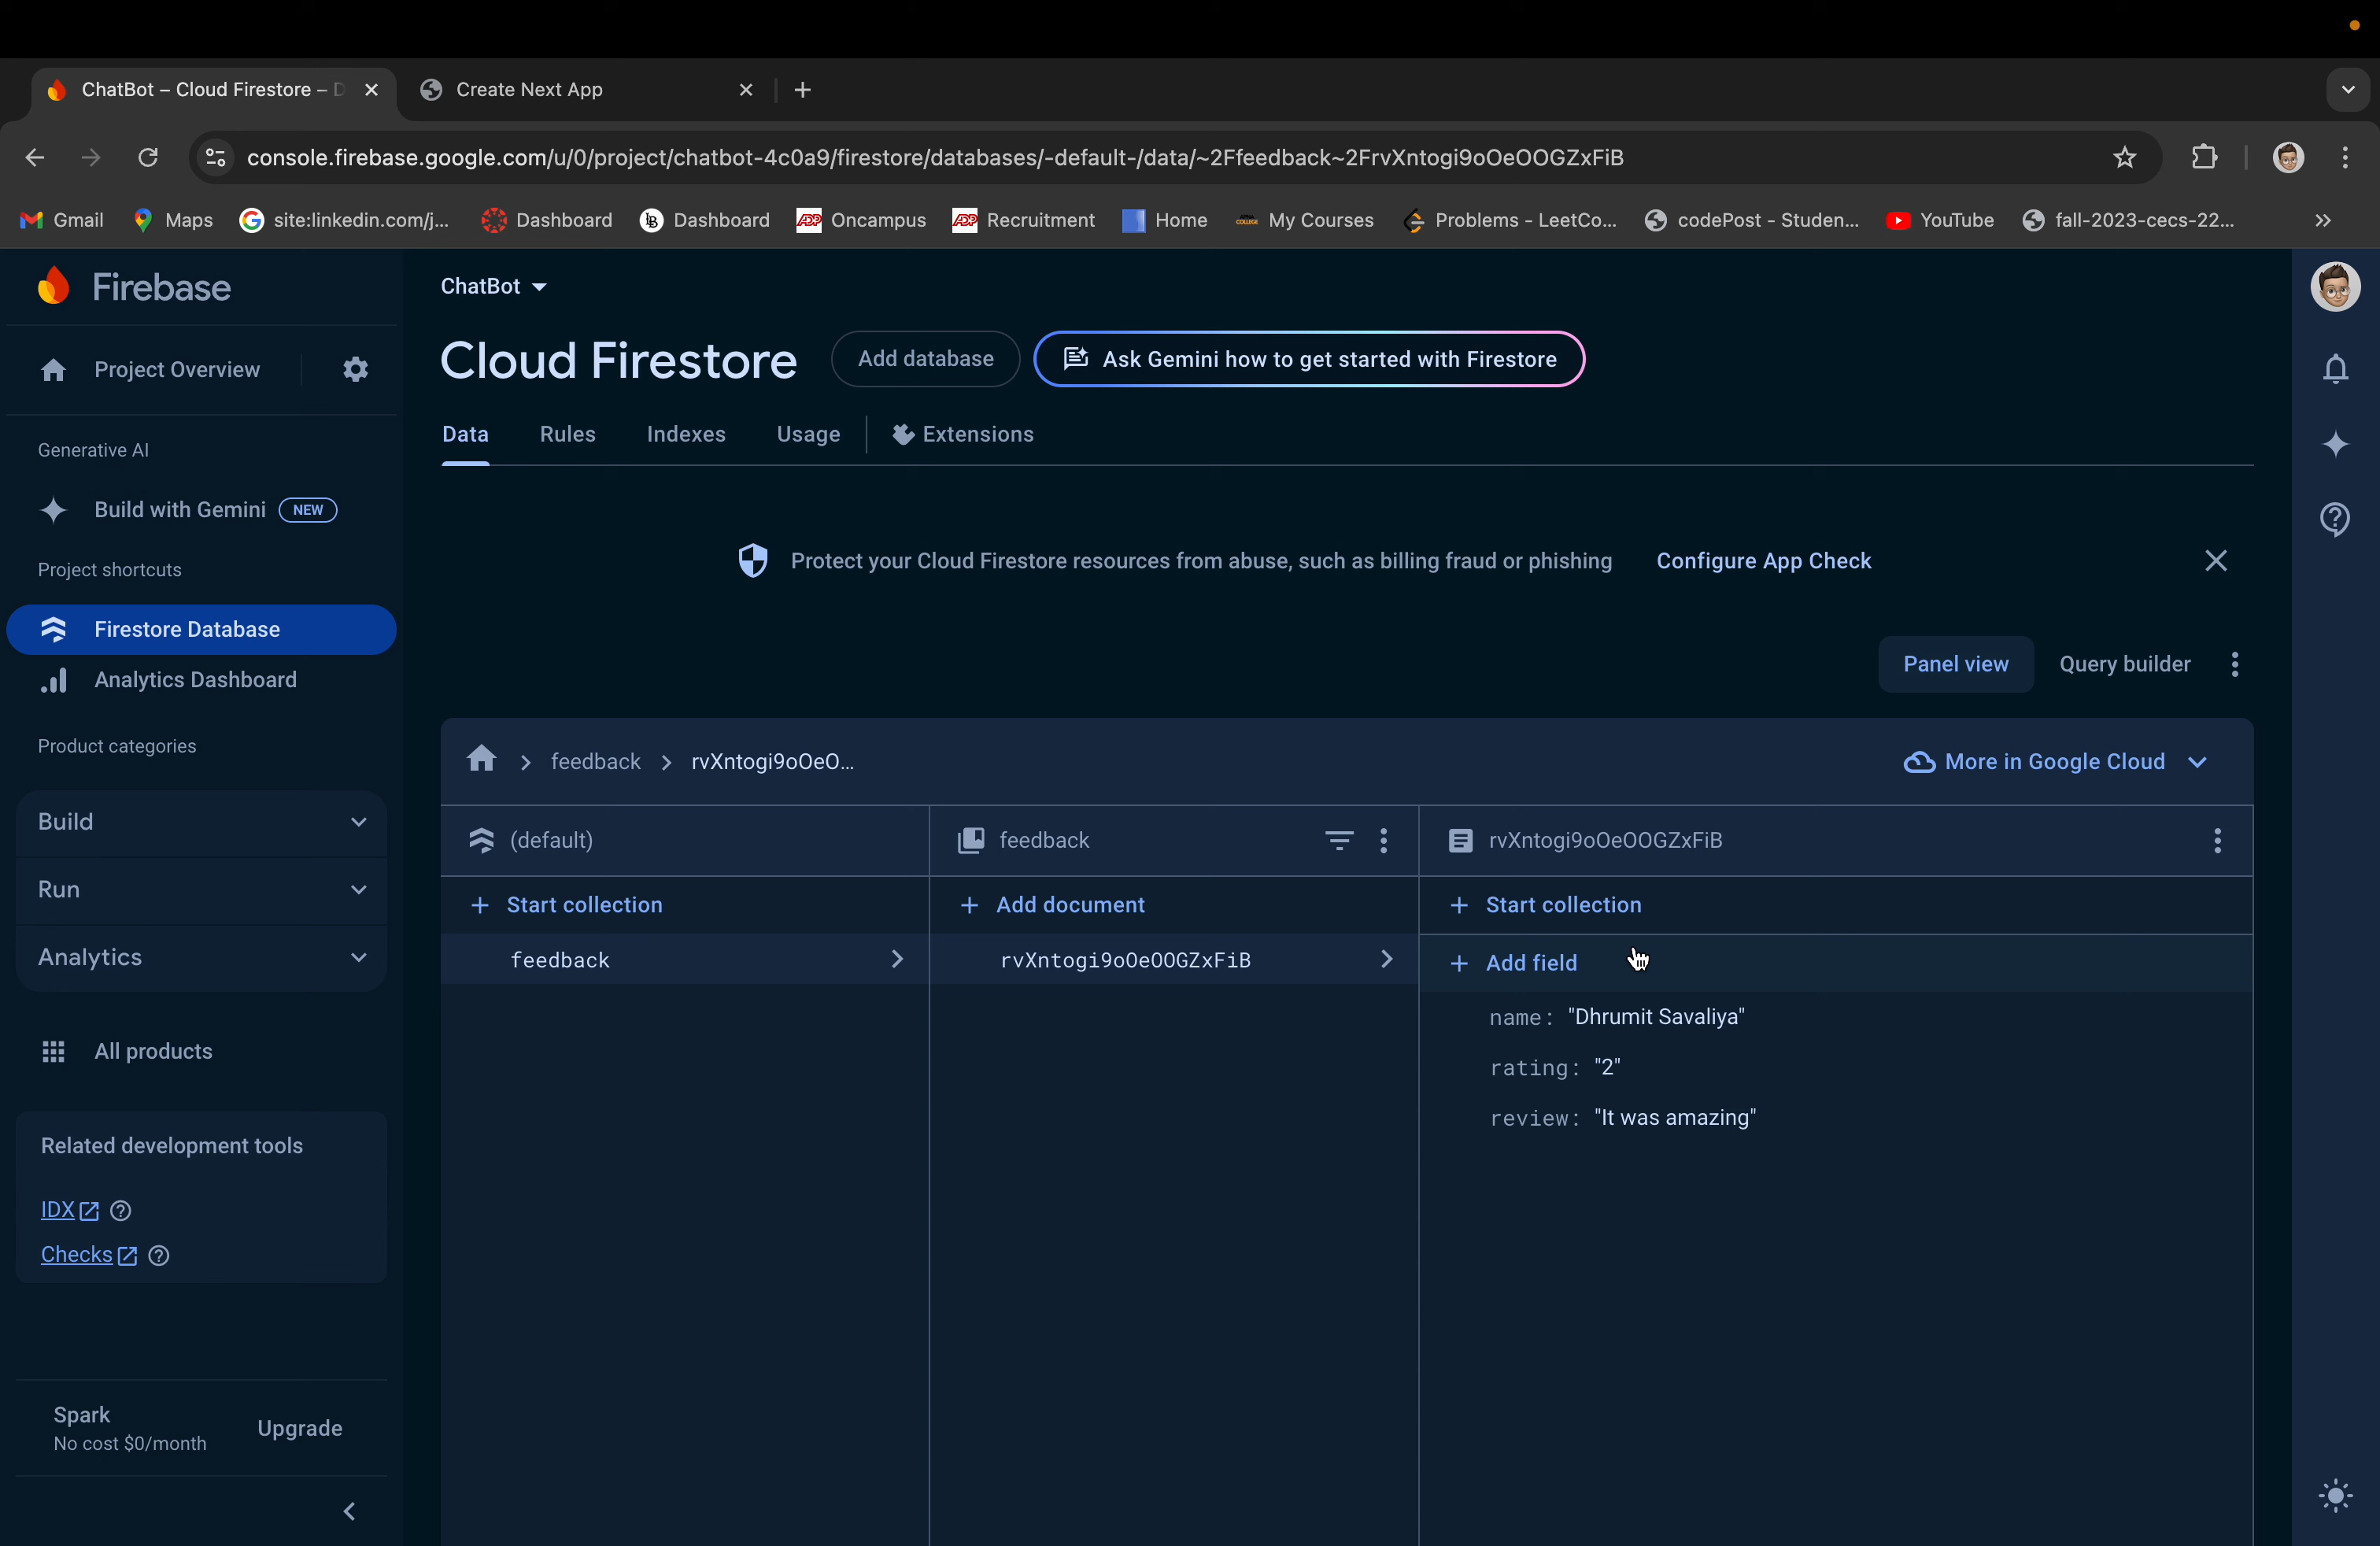 ChatBot – Cloud Firestore – D
Create Next App
console.firebase.google.com/u/0/project/chatbot-4c0a9/firestore/databases/-default-/data/~2Ffeedback~2FrvXntogi9oOeOOGZxFiB
Gmail
Maps
site:linkedin.com/j...
Dashboard
Dashboard
Oncampus
Recruitment
Home
My Courses
Problems - LeetCo...
codePost - Studen...
YouTube
fall-2023-cecs-22...
Firebase
Project Overview
Generative AI
Build with Gemini NEW
Project shortcuts
Firestore Database
Analytics Dashboard
Product categories
Build
Run
Analytics
All products
Related development tools
IDX
Checks
Spark
No cost $0/month
Upgrade
ChatBot
Cloud Firestore
Add database
Ask Gemini how to get started with Firestore
Data
Rules
Indexes
Usage
Extensions
Protect your Cloud Firestore resources from abuse, such as billing fraud or phishing
Configure App Check
Panel view
Query builder
feedback
rvXntogi9oOeO...
More in Google Cloud
(default)
Start collection
feedback
feedback
Add document
rvXntogi9oOeOOGZxFiB
rvXntogi9oOeOOGZxFiB
Start collection
Add field
name: "Dhrumit Savaliya"
rating: "2"
review: "It was amazing"